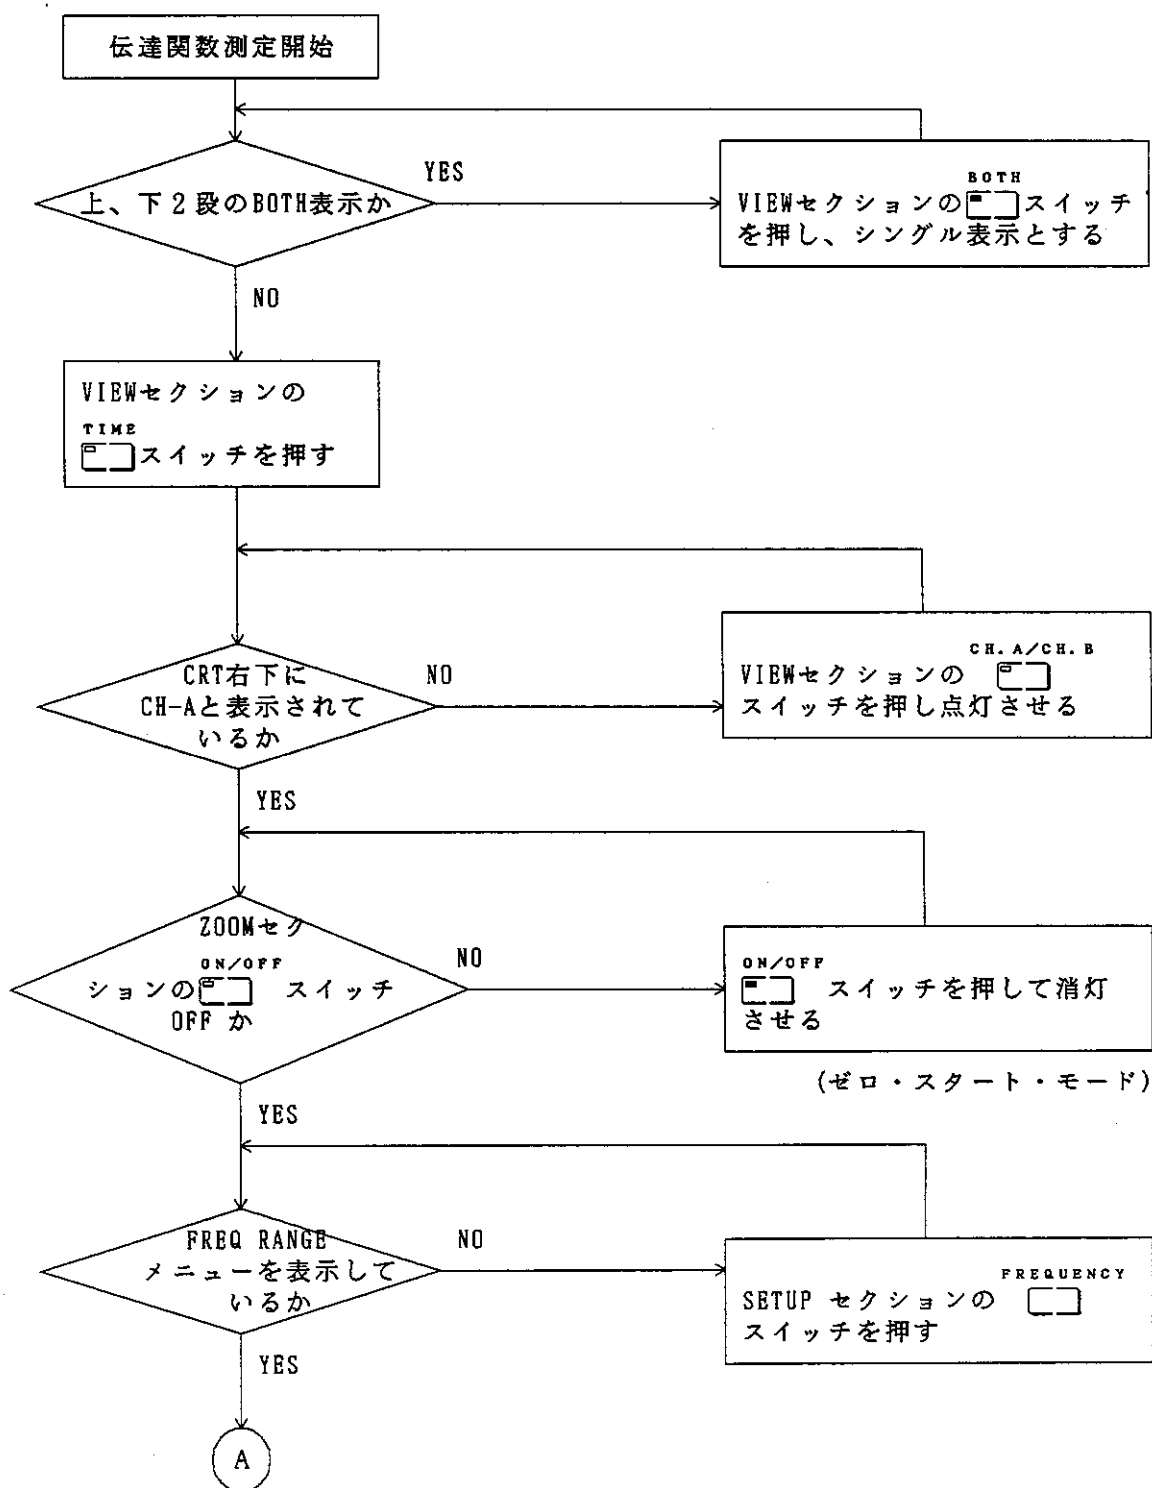 伝達関数測定開始
上、下2段のBOTH表示か
YES
BOTH
VIEWセクションの スイッチ
を押し、シングル表示とする
NO
VIEWセクションの
TIME
スイッチを押す
CRT右下に
CH-Aと表示されて
いるか
NO
CH. A/CH. B
VIEWセクションの
スイッチを押し点灯させる
YES
ZOOMセク
ON/OFF
ションの スイッチ
OFF か
NO
ON/OFF
スイッチを押して消灯
させる
(ゼロ・スタート・モード)
YES
FREQ RANGE
メニューを表示して
いるか
NO
FREQUENCY
SETUP セクションの
スイッチを押す
YES
A